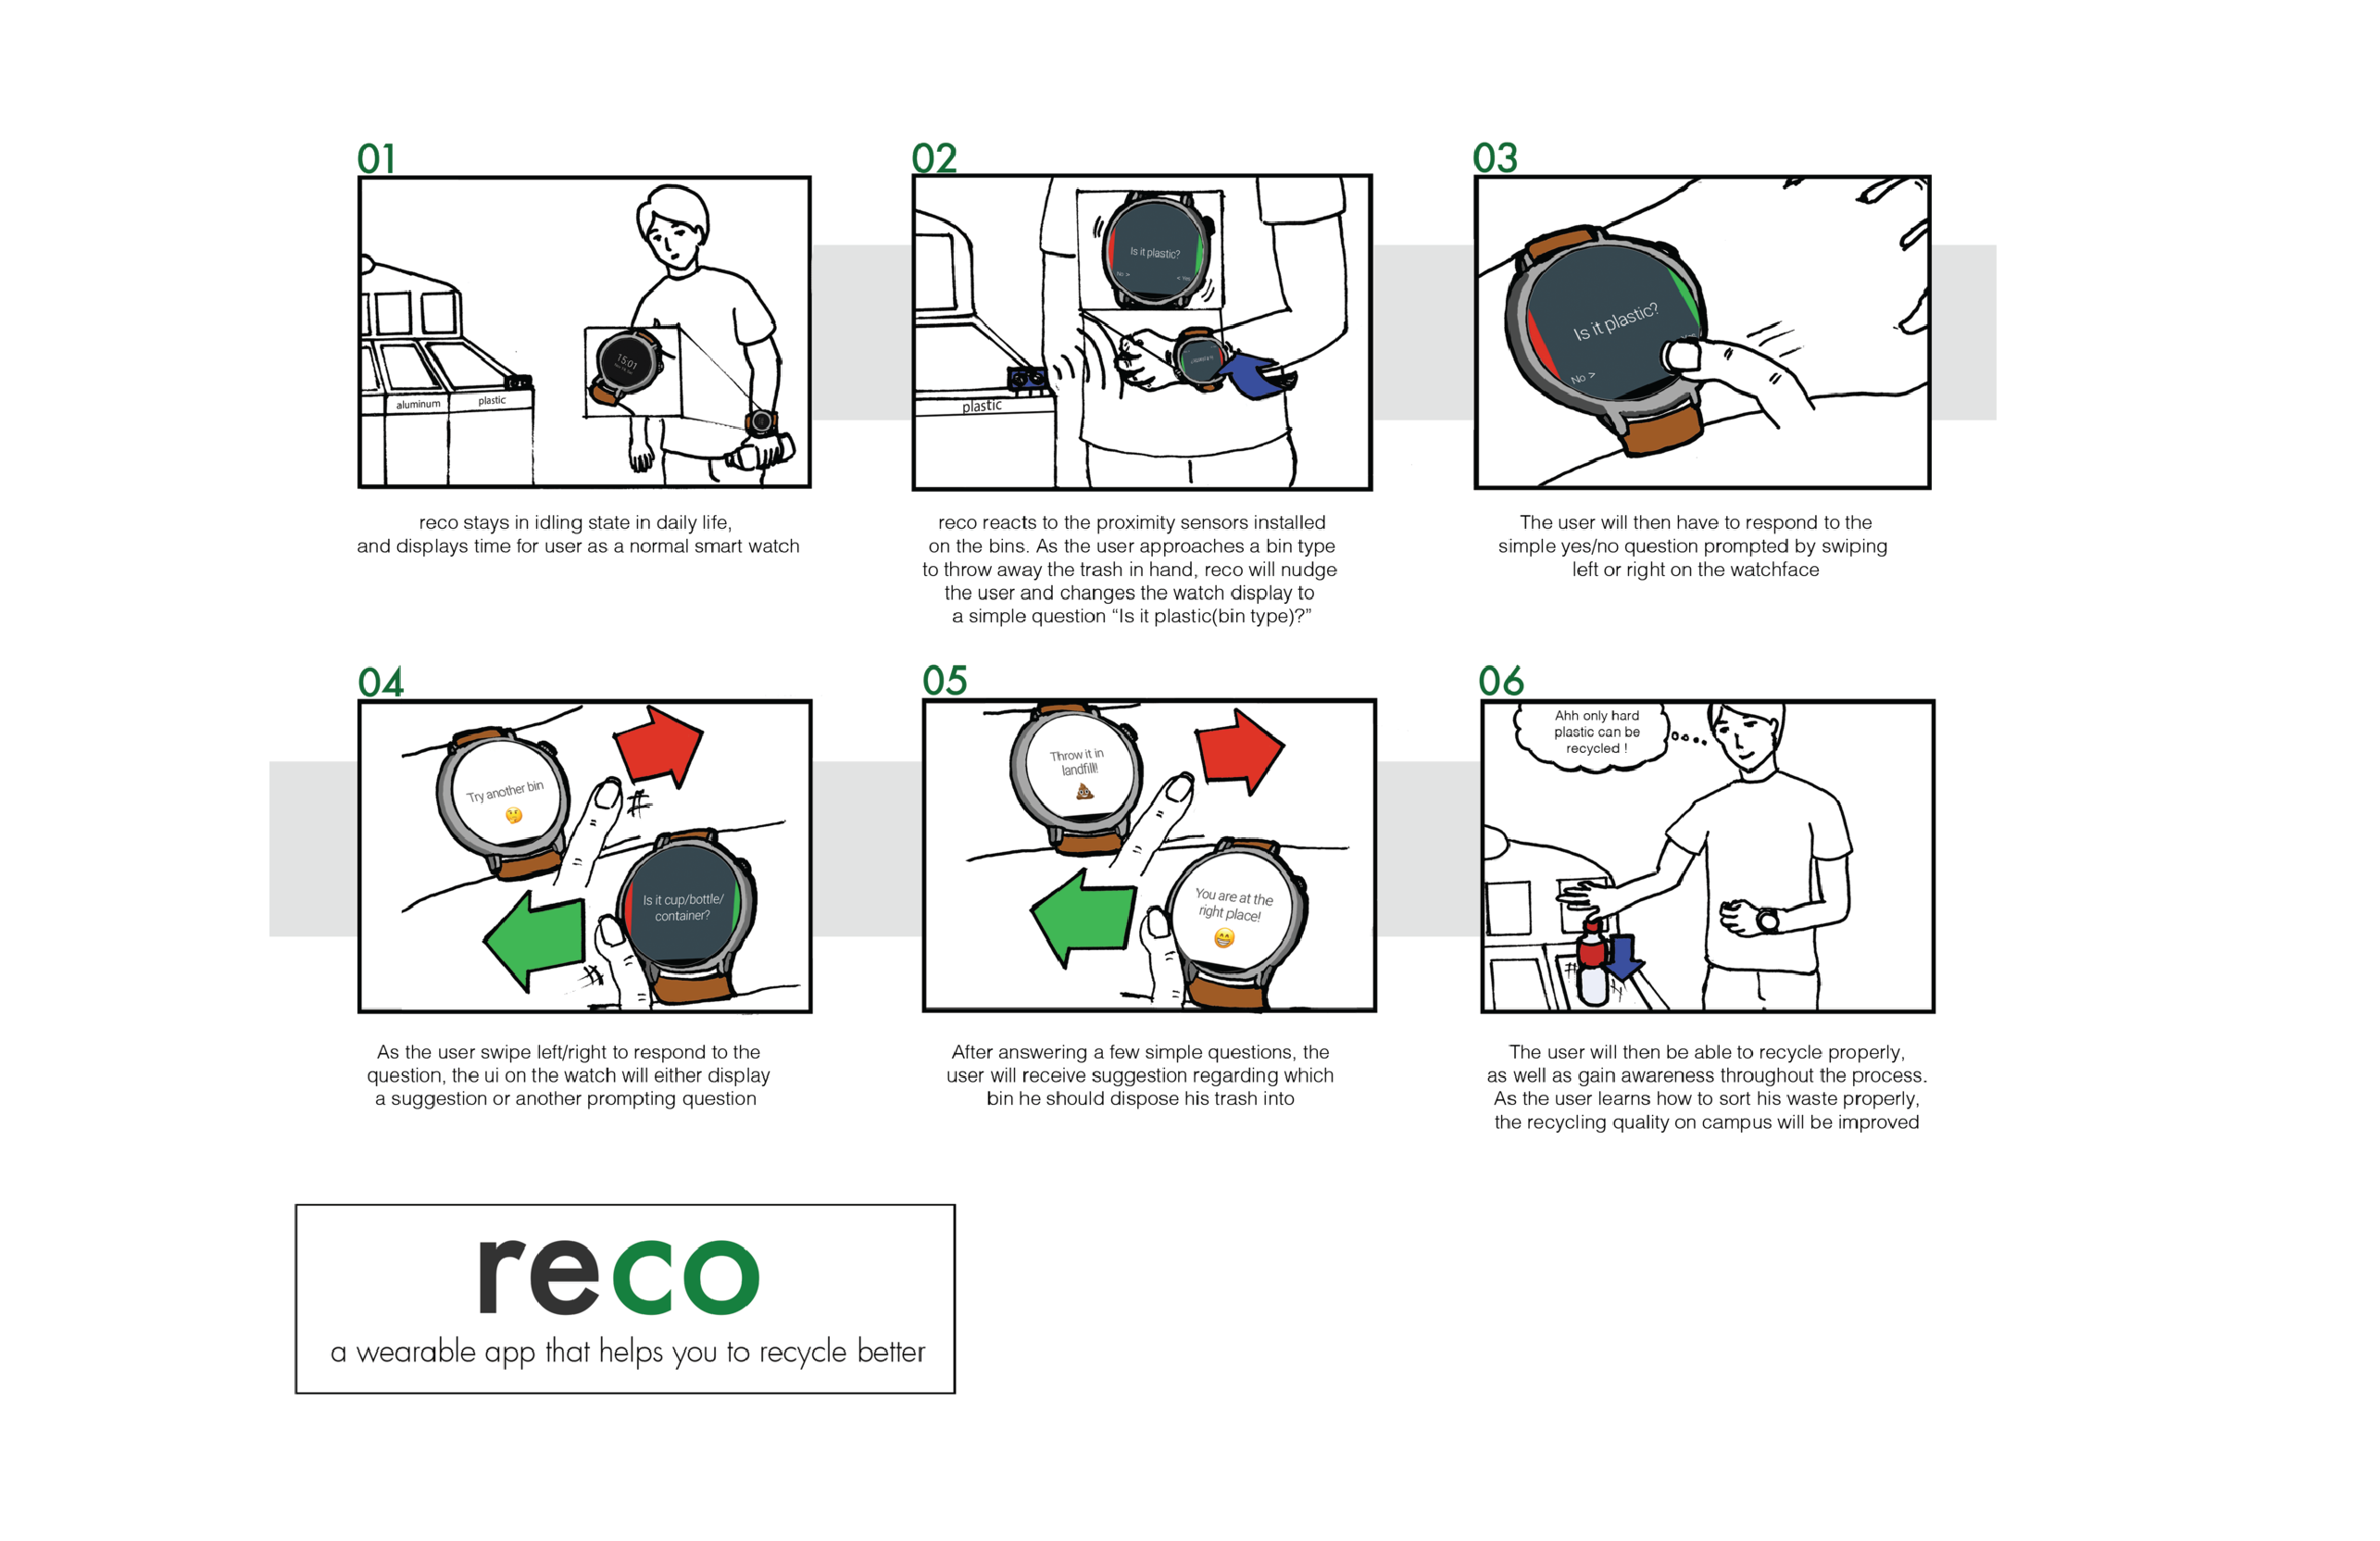 01
15:01
aluminum
plastic
reco stays in idling state in daily life,
and displays time for user as a normal smart watch
02
Is it plastic?
No >
< Yes
plastic
reco reacts to the proximity sensors installed
on the bins. As the user approaches a bin type
to throw away the trash in hand, reco will nudge
the user and changes the watch display to
a simple question “Is it plastic(bin type)?”
03
Is it plastic?
No >
The user will then have to respond to the
simple yes/no question prompted by swiping
left or right on the watchface
04
Try another bin
Is it cup/bottle/
container?
As the user swipe left/right to respond to the
question, the ui on the watch will either display
a suggestion or another prompting question
05
Throw it in
landfill!
You are at the
right place!
After answering a few simple questions, the
user will receive suggestion regarding which
bin he should dispose his trash into
06
Ahh only hard
plastic can be
recycled !
The user will then be able to recycle properly,
as well as gain awareness throughout the process.
As the user learns how to sort his waste properly,
the recycling quality on campus will be improved
reco
a wearable app that helps you to recycle better